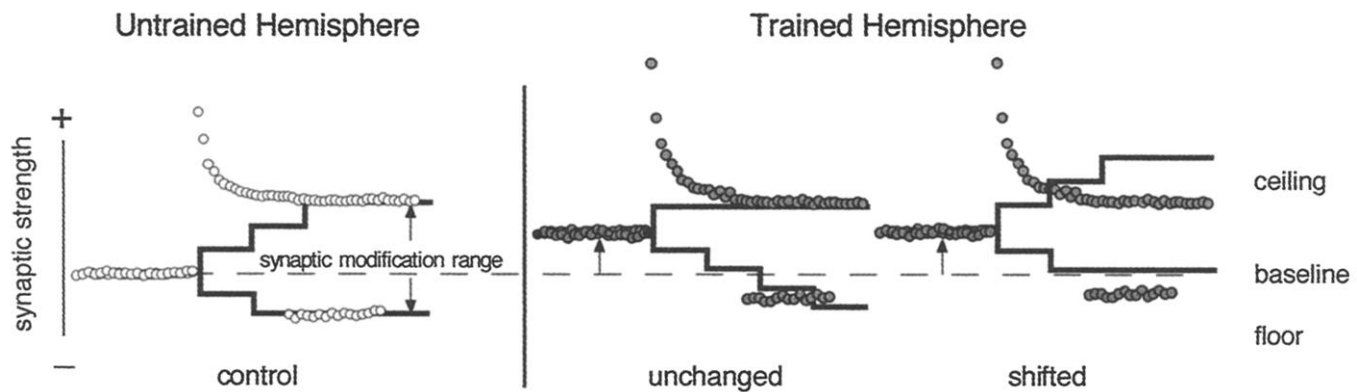 Untrained Hemisphere
Trained Hemisphere
+
synaptic strength
–
synaptic modification range
ceiling
baseline
floor
control
unchanged
shifted